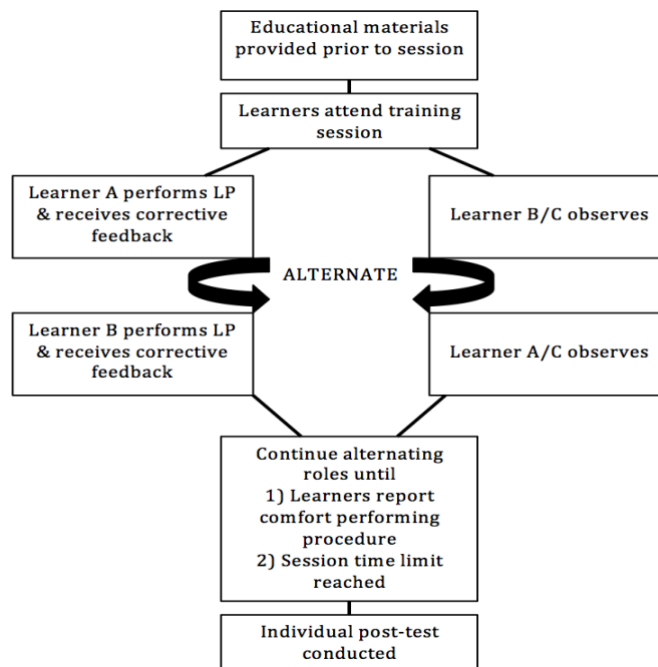 Educational materials
provided prior to session
Learners attend training
session
Learner A performs LP
& receives corrective
feedback
Learner B/C observes
ALTERNATE
Learner B performs LP
& receives corrective
feedback
Learner A/C observes
Continue alternating
roles until
1) Learners report
comfort performing
procedure
2) Session time limit
reached
Individual post-test
conducted